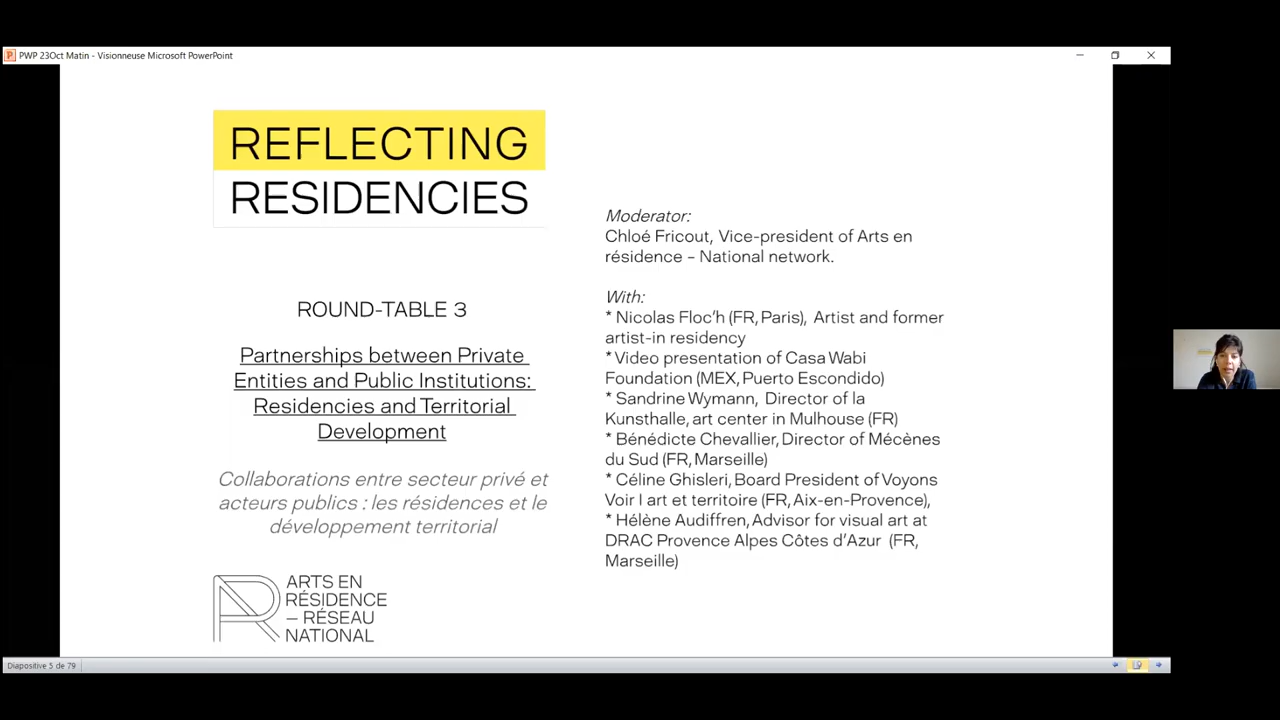 PWP 23Oct Matin - Visionneuse Microsoft PowerPoint
REFLECTING
RESIDENCIES
ROUND-TABLE 3
Partnerships between Private
Entities and Public Institutions:
Residencies and Territorial
Development
Collaborations entre secteur privé et
acteurs publics : les résidences et le
développement territorial
ARTS EN
RÉSIDENCE
— RÉSEAU
NATIONAL
Moderator:
Chloé Fricout, Vice-president of Arts en
résidence – National network.
With:
* Nicolas Floc'h (FR, Paris), Artist and former
artist-in residency
* Video presentation of Casa Wabi
Foundation (MEX, Puerto Escondido)
* Sandrine Wymann, Director of la
Kunsthalle, art center in Mulhouse (FR)
* Bénédicte Chevallier, Director of Mécènes
du Sud (FR, Marseille)
* Céline Ghisleri, Board President of Voyons
Voir I art et territoire (FR, Aix-en-Provence),
* Hélène Audiffren, Advisor for visual art at
DRAC Provence Alpes Côtes d'Azur (FR,
Marseille)
Diapositive 5 de 79